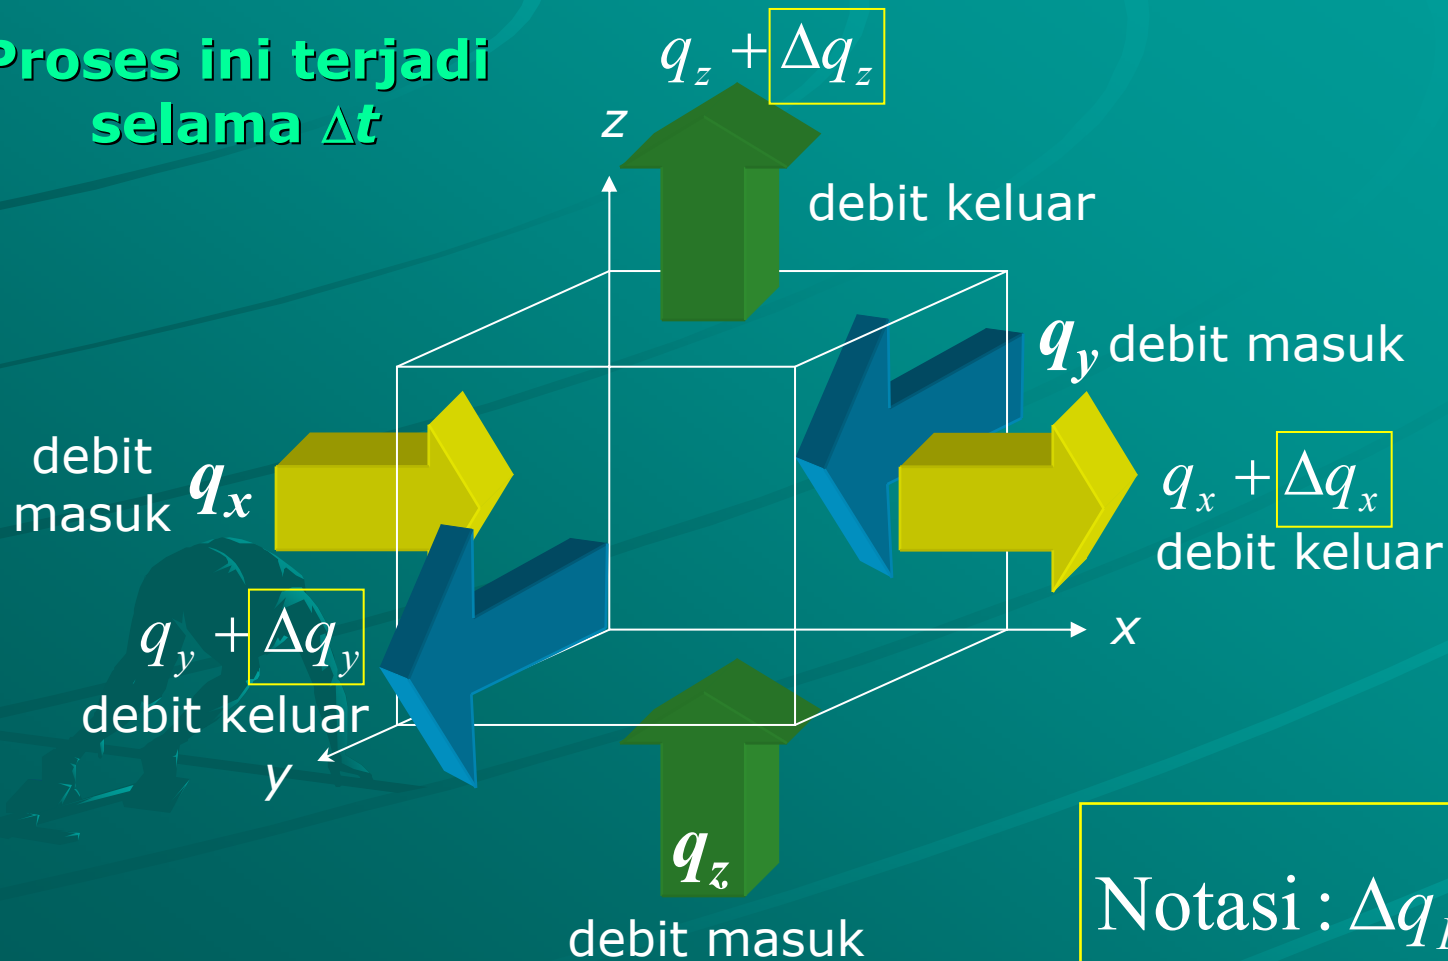 Proses ini terjadi
selama Δt
q_z + Δq_z
z
debit keluar
q_y debit masuk
debit
masuk
q_x
q_x + Δq_x
debit keluar
q_y + Δq_y
debit keluar
x
y
q_z
debit masuk
Notasi : Δq